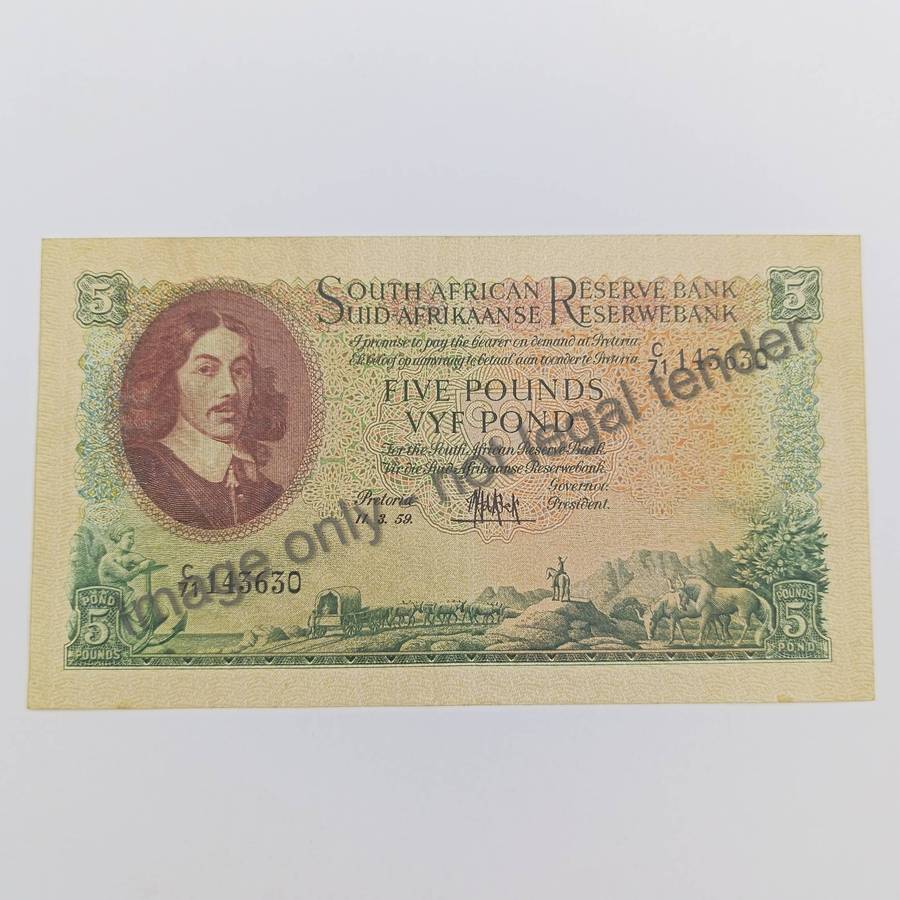 5
5
SOUTH AFRICAN RESERVE BANK
SUID-AFRIKAANSE RESERWEBANK
I promise to pay the bearer on demand at Pretoria.
Ek beloof op aanvraag te betaal aan toonder te Pretoria.
C/71 143630
FIVE POUNDS
VYF POND
For the South African Reserve Bank.
Vir die Suid-Afrikaanse Reserwebank.
Governor.
Pretoria
President.
11. 3. 59.
C/71 143630
POND
5
POUNDS
POUNDS
5
POND
Image only - not legal tender